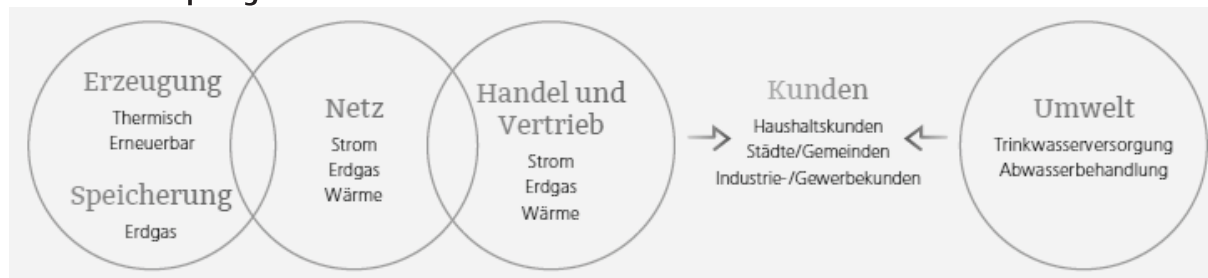 Erzeugung
Thermisch
Erneuerbar
Speicherung
Erdgas
Netz
Strom
Erdgas
Wärme
Handel und
Vertrieb
Strom
Erdgas
Wärme
Kunden
Haushaltskunden
Städte/Gemeinden
Industrie-/Gewerbekunden
Umwelt
Trinkwasserversorgung
Abwasserbehandlung